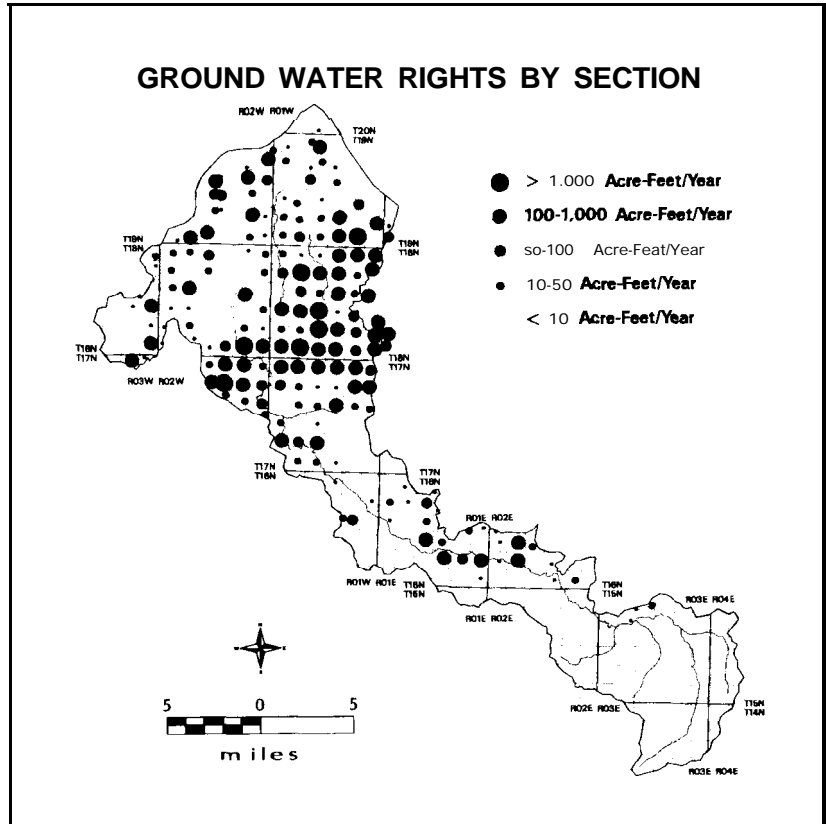 GROUND WATER RIGHTS BY SECTION
R02W R01W
T20N
T19N
> 1.000 Acre-Feet/Year
100-1,000 Acre-Feet/Year
so-100 Acre-Feat/Year
10-50 Acre-Feet/Year
< 10 Acre-Feet/Year
T19N
T18N
T19N
T18N
T18N
T17N
R03W R02W
T18N
T17N
T17N
T16N
T17N
T16N
R01E R02E
R01W R01E
T16N
T15N
R01E R02E
T16N
T15N
R03E R04E
R02E R03E
T15N
T14N
R03E R04E
5 0 5
miles